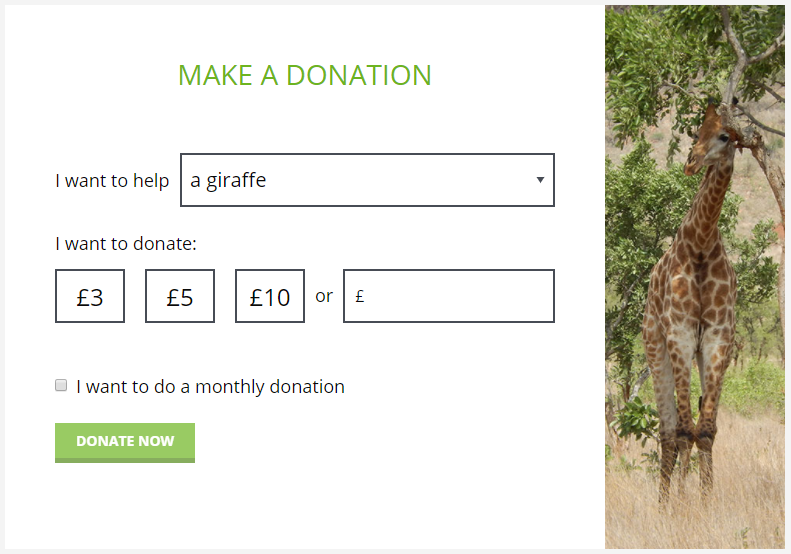 MAKE A DONATION
I want to help a giraffe
I want to donate:
£3 £5 £10 or £
I want to do a monthly donation
DONATE NOW